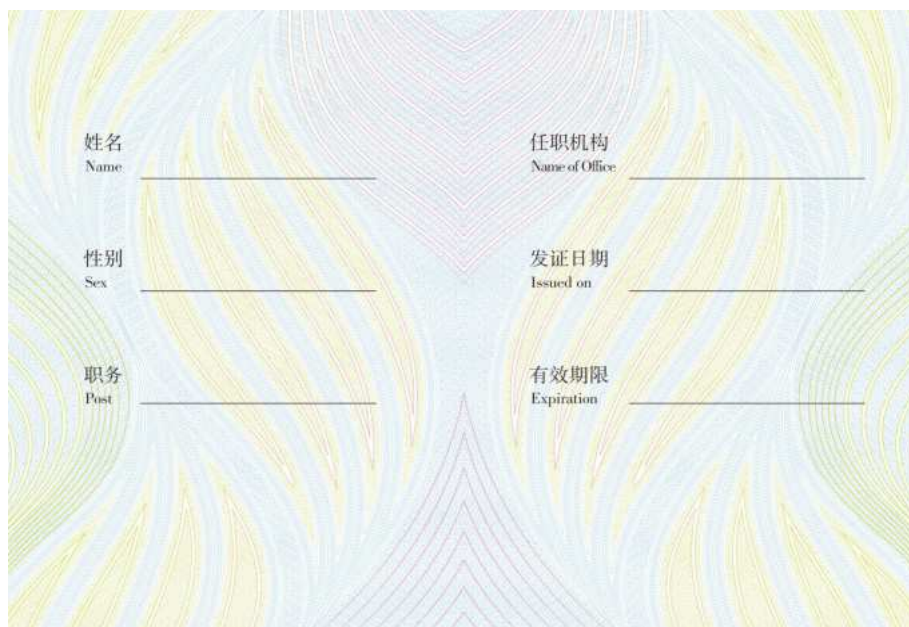 姓名
Name
性别
Sex
职务
Post
任职机构
Name of Office
发证日期
Issued on
有效期限
Expiration